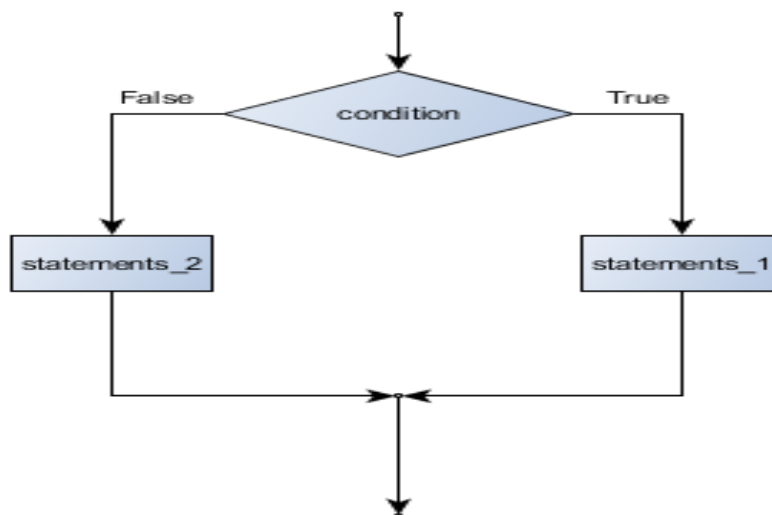 False
True
condition
statements_2
statements_1